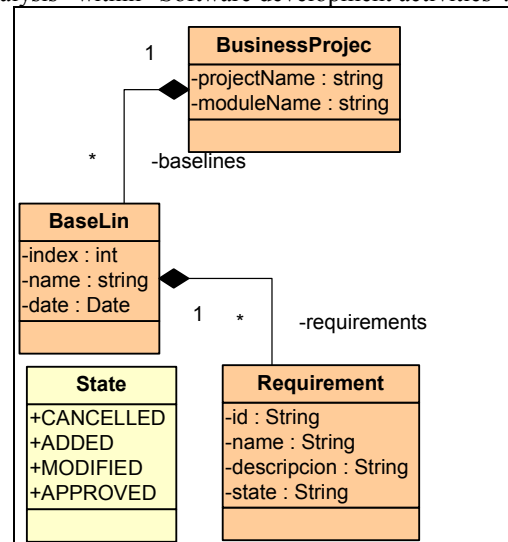 alysis" within "Software development activities".
BusinessProjec
-projectName : string
-moduleName : string
1
*
-baselines
BaseLin
-index : int
-name : string
-date : Date
1
*
-requirements
State
+CANCELLED
+ADDED
+MODIFIED
+APPROVED
Requirement
-id : String
-name : String
-descripcion : String
-state : String